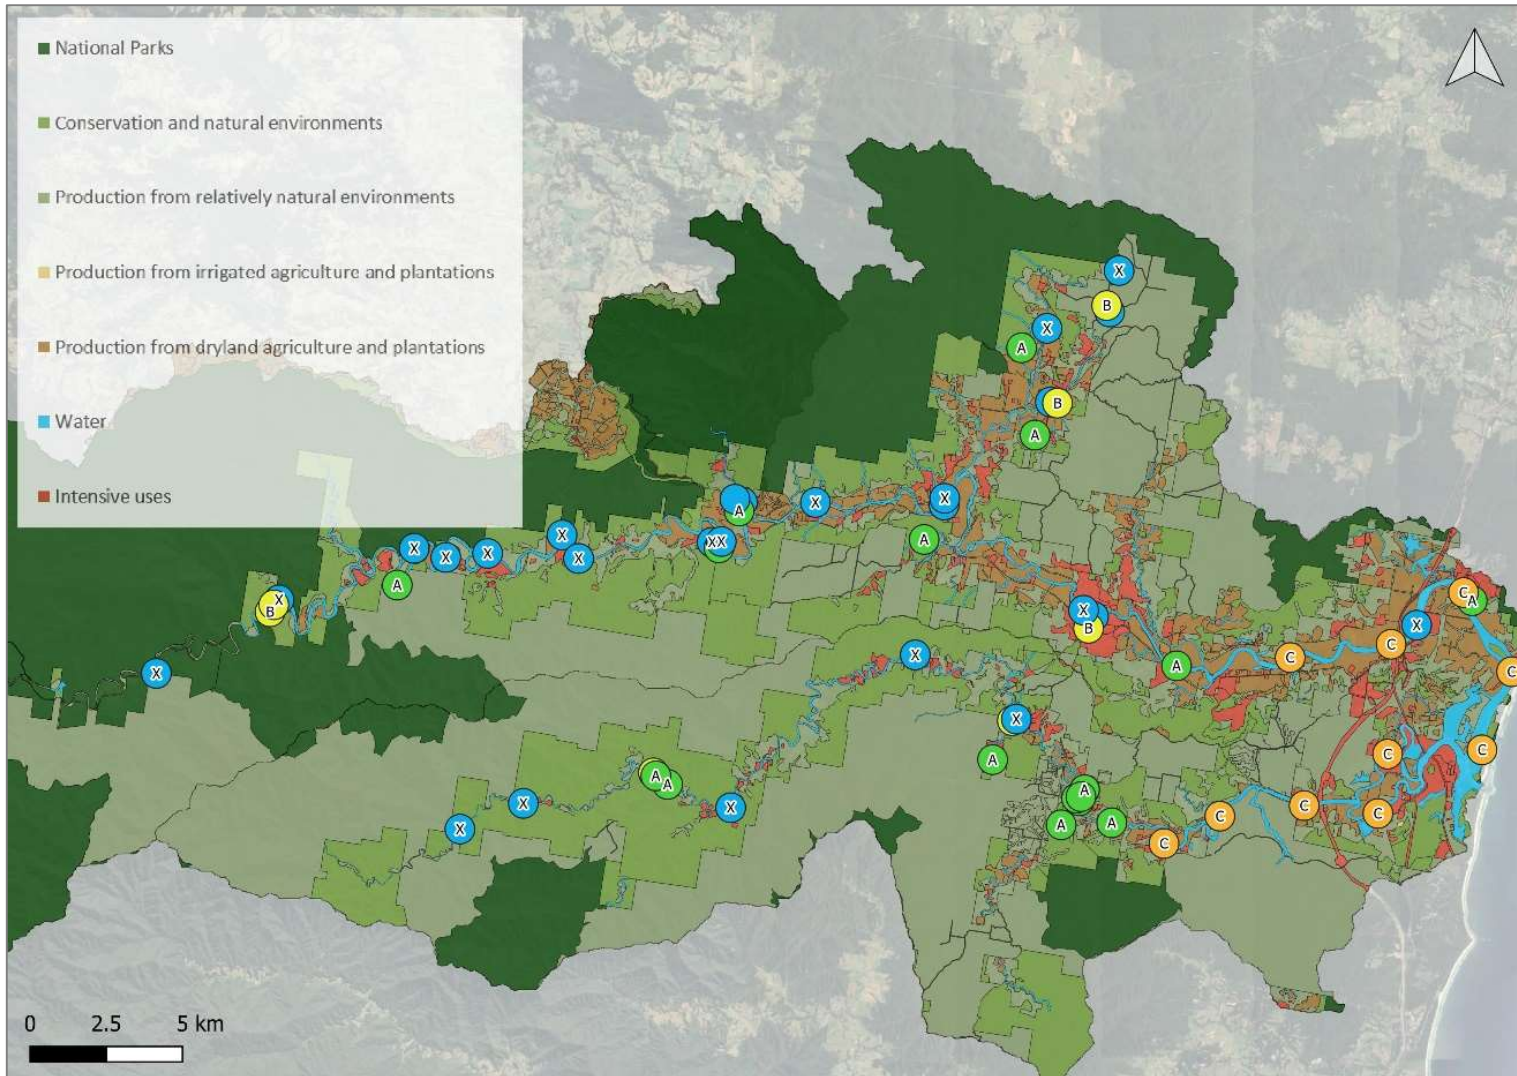 National Parks
Conservation and natural environments
Production from relatively natural environments
Production from irrigated agriculture and plantations
Production from dryland agriculture and plantations
Water
Intensive uses
X
B
X
A
A
B
A
X
A
X
X
A
X X
X
X
X
X
X
A
X
B
X
B
A
C
C
X
C
A
C
X
X
A
C
C
A
A
X
X
X
A
A
A
C
C
C
C
0 2.5 5 km